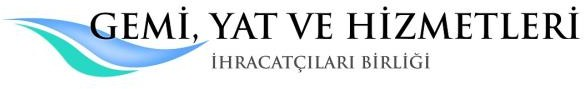 GEMİ, YAT VE HİZMETLERİ
İHRACATÇILARI BİRLİĞİ